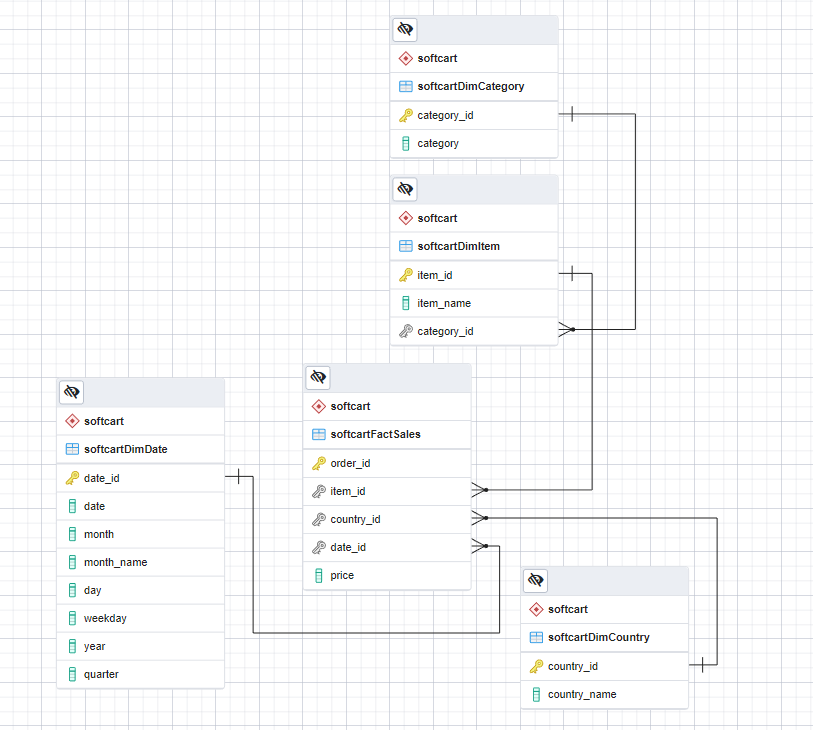 softcart
softcartDimCategory
category_id
category
softcart
softcartDimItem
item_id
item_name
category_id
softcart
softcartFactSales
order_id
item_id
country_id
date_id
price
softcart
softcartDimDate
date_id
date
month
month_name
day
weekday
year
quarter
softcart
softcartDimCountry
country_id
country_name